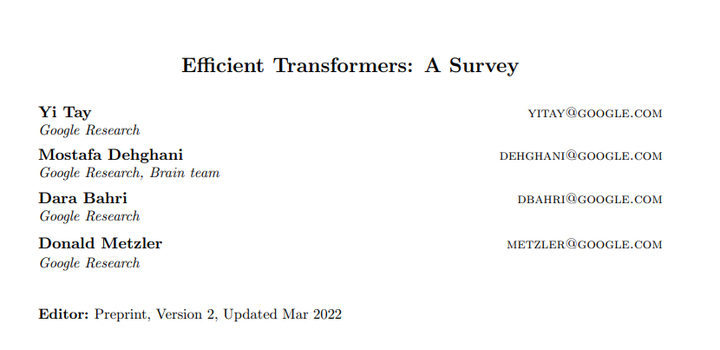 Efficient Transformers: A Survey
Yi Tay YITAY@GOOGLE.COM
Google Research
Mostafa Dehghani DEHGHANI@GOOGLE.COM
Google Research, Brain team
Dara Bahri DBAHRI@GOOGLE.COM
Google Research
Donald Metzler METZLER@GOOGLE.COM
Google Research
Editor: Preprint, Version 2, Updated Mar 2022